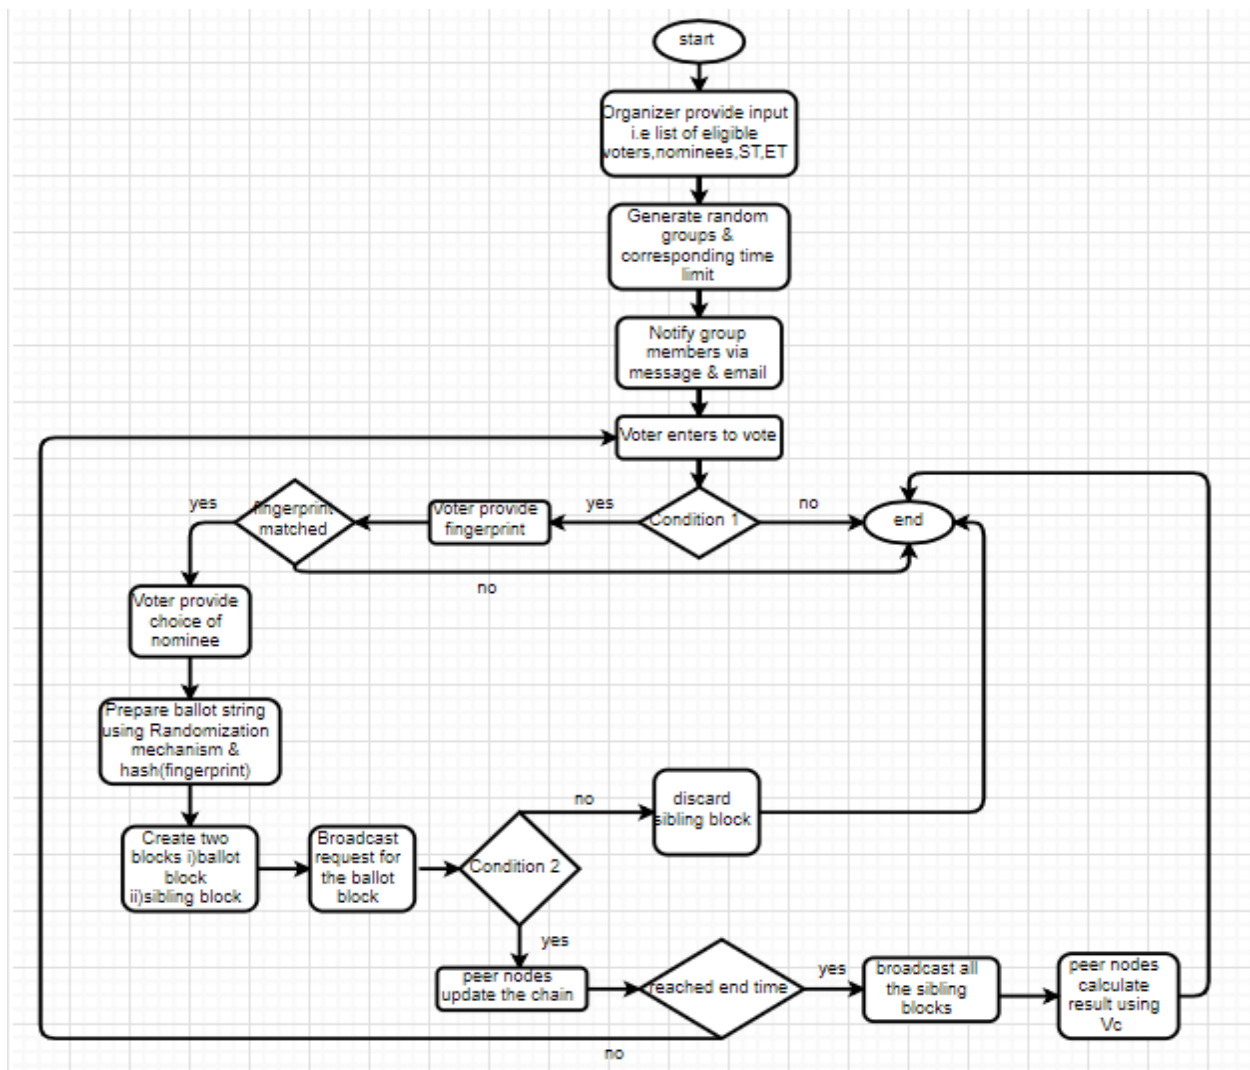 start
Organizer provide input
i.e list of eligible
voters,nominees,ST,ET
Generate random
groups &
corresponding time
limit
Notify group
members via
message & email
Voter enters to vote
Condition 1
yes
no
end
Voter provide
fingerprint
fingerprint
matched
yes
no
Voter provide
choice of
nominee
Prepare ballot string
using Randomization
mechanism &
hash(fingerprint)
Create two
blocks i)ballot
block
ii)sibling block
Broadcast
request for
the ballot
block
Condition 2
no
discard
sibling block
yes
peer nodes
update the chain
reached end time
yes
broadcast all
the sibling
blocks
peer nodes
calculate
result using
Vc
no